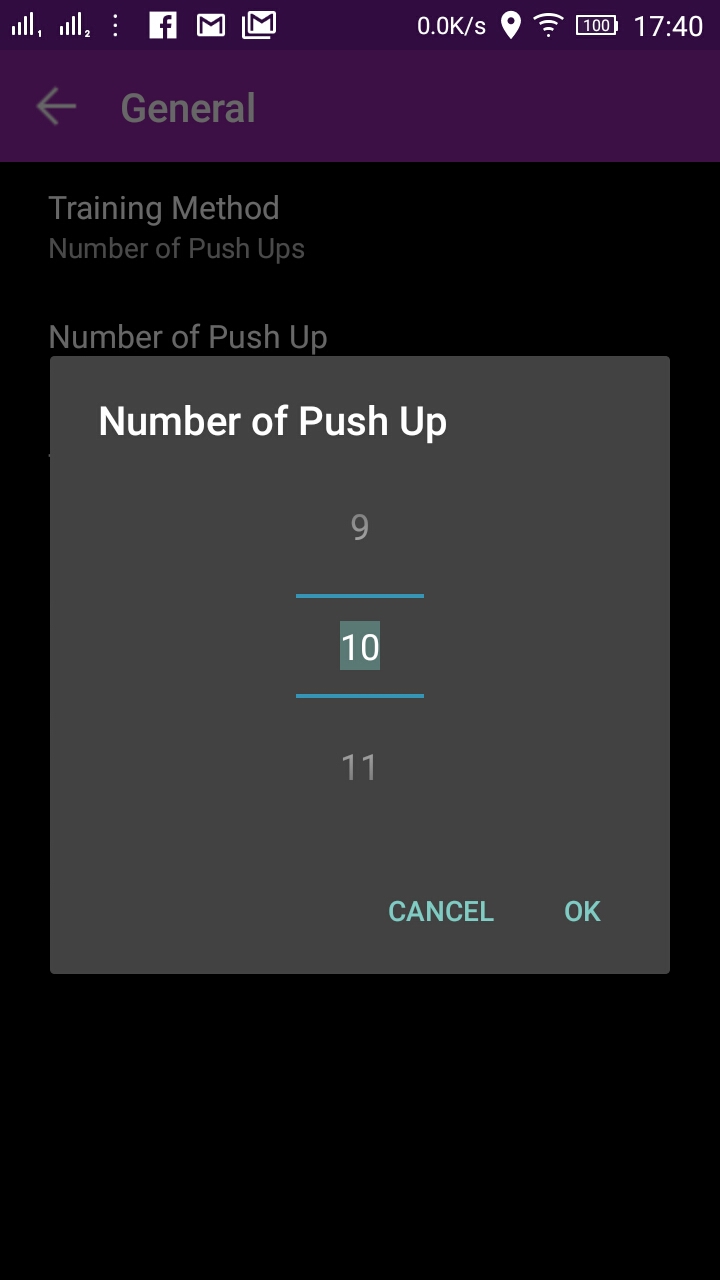 1 2 0.0K/s 100 17:40
General
Training Method
Number of Push Ups
Number of Push Up
Number of Push Up
9
10
11
CANCEL OK